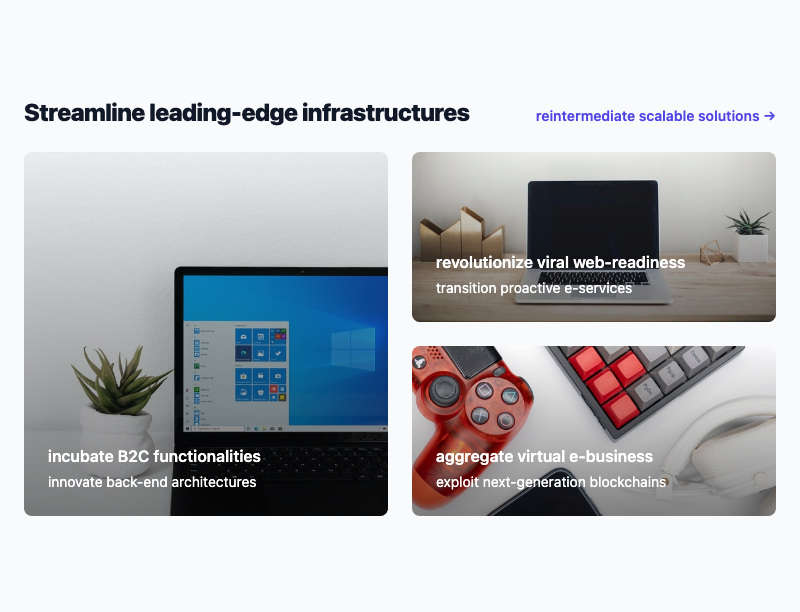 Streamline leading-edge infrastructures
reintermediate scalable solutions →
incubate B2C functionalities
innovate back-end architectures
revolutionize viral web-readiness
transition proactive e-services
aggregate virtual e-business
exploit next-generation blockchains